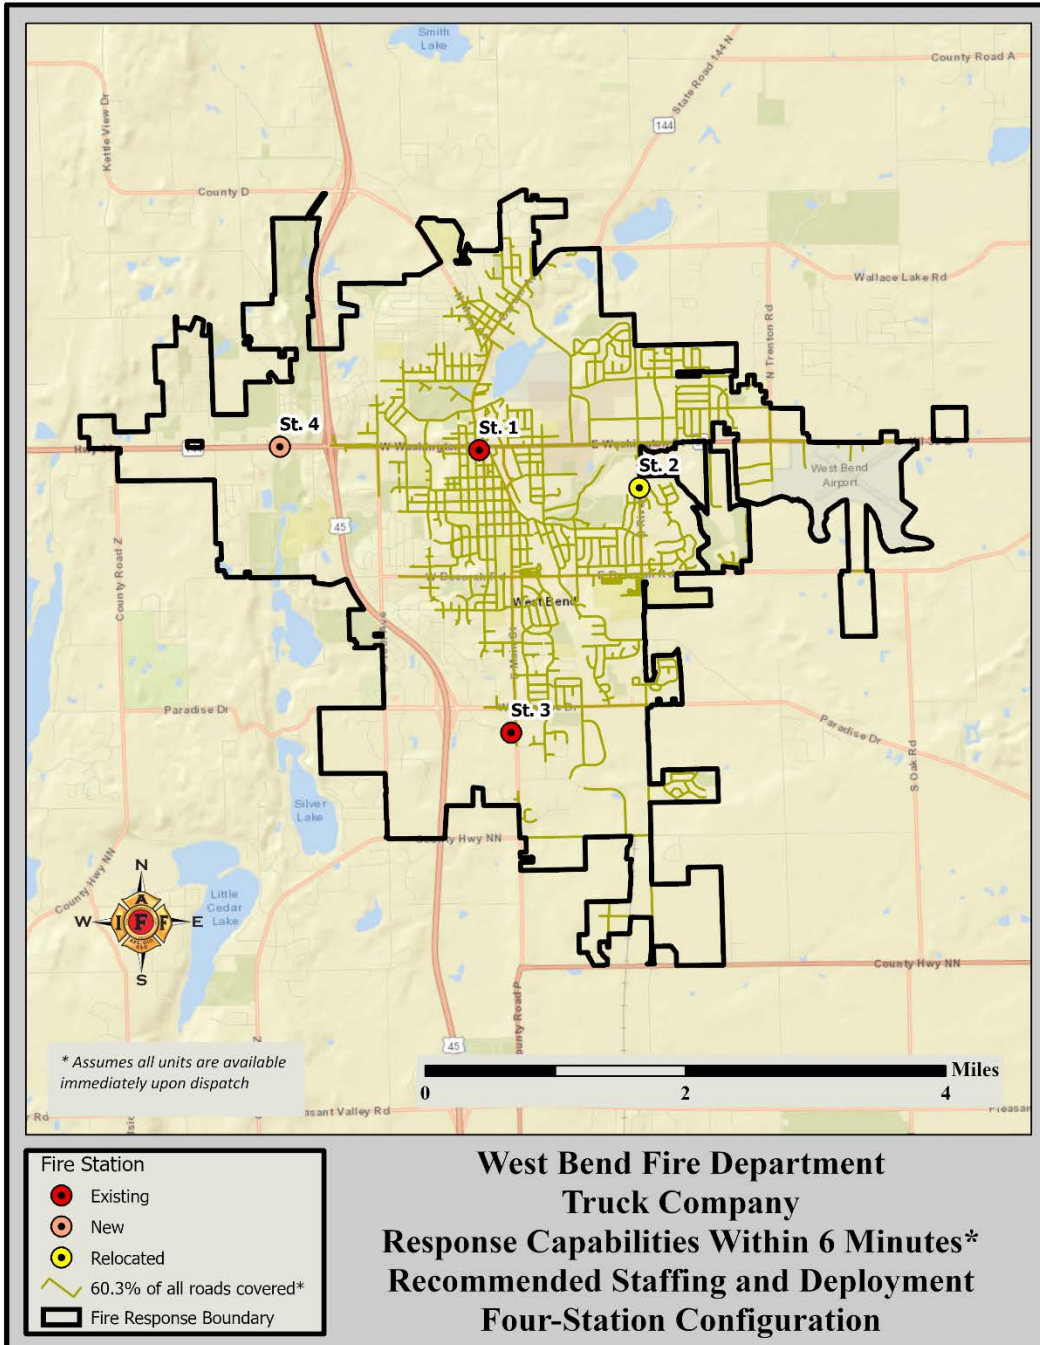 Smith
Lake
County Road A
State Road 144 N
144
Kettle View Dr
County D
Wallace Lake Rd
N Trenton Rd
St. 4
St. 1
W Washington
E Washington
St. 2
West Bend
Airport
45
County Road Z
W Decorah Rd
West Bend
S Main St
Paradise Dr
St. 3
Paradise Dr
S Oak Rd
Silver
Lake
County Hwy NN
County Hwy NN
N
A
W I F F E
S
Little
Cedar
Lake
County Hwy NN
45
* Assumes all units are available
immediately upon dispatch
Miles
0 2 4
Fire Station
Existing
New
Relocated
60.3% of all roads covered*
Fire Response Boundary
West Bend Fire Department
Truck Company
Response Capabilities Within 6 Minutes*
Recommended Staffing and Deployment
Four-Station Configuration